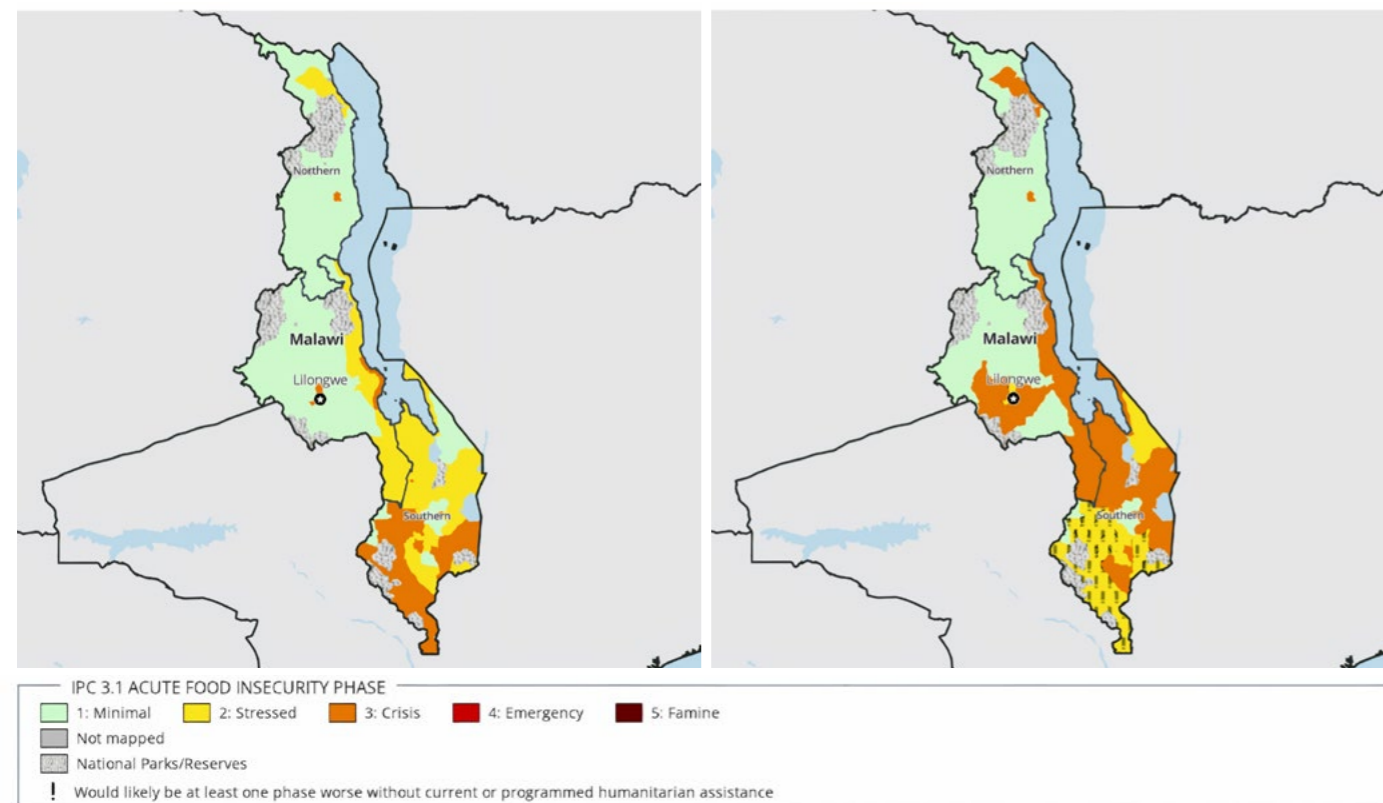 Northern
Malawi
Lilongwe
Southern
Northern
Malawi
Lilongwe
Southern
IPC 3.1 ACUTE FOOD INSECURITY PHASE
1: Minimal 2: Stressed 3: Crisis 4: Emergency 5: Famine
Not mapped
National Parks/Reserves
! Would likely be at least one phase worse without current or programmed humanitarian assistance